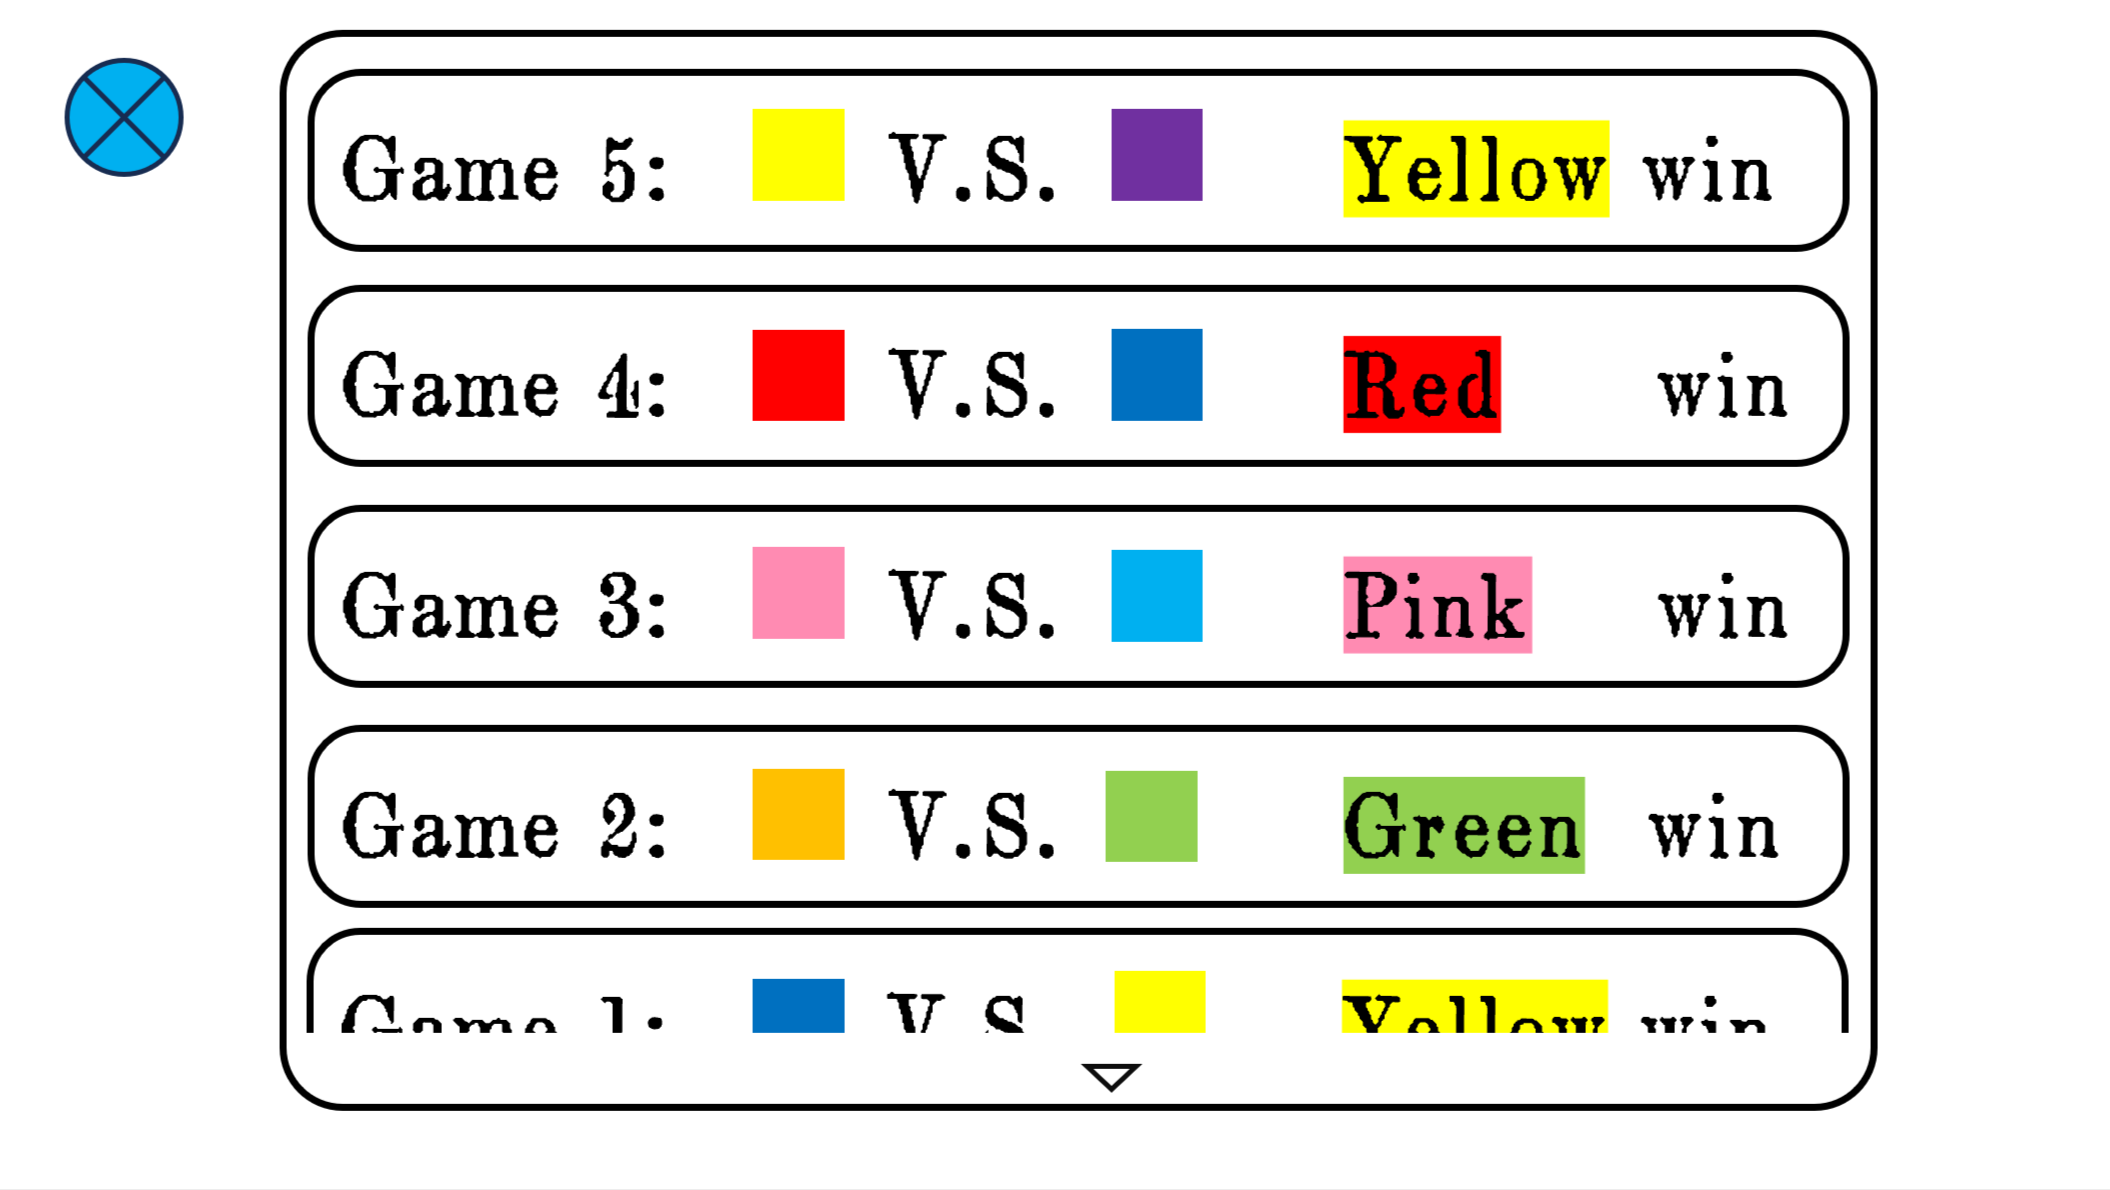 Game 5: V.S. Yellow win
Game 4: V.S. Red win
Game 3: V.S. Pink win
Game 2: V.S. Green win
Game 1: V.S Yellow win